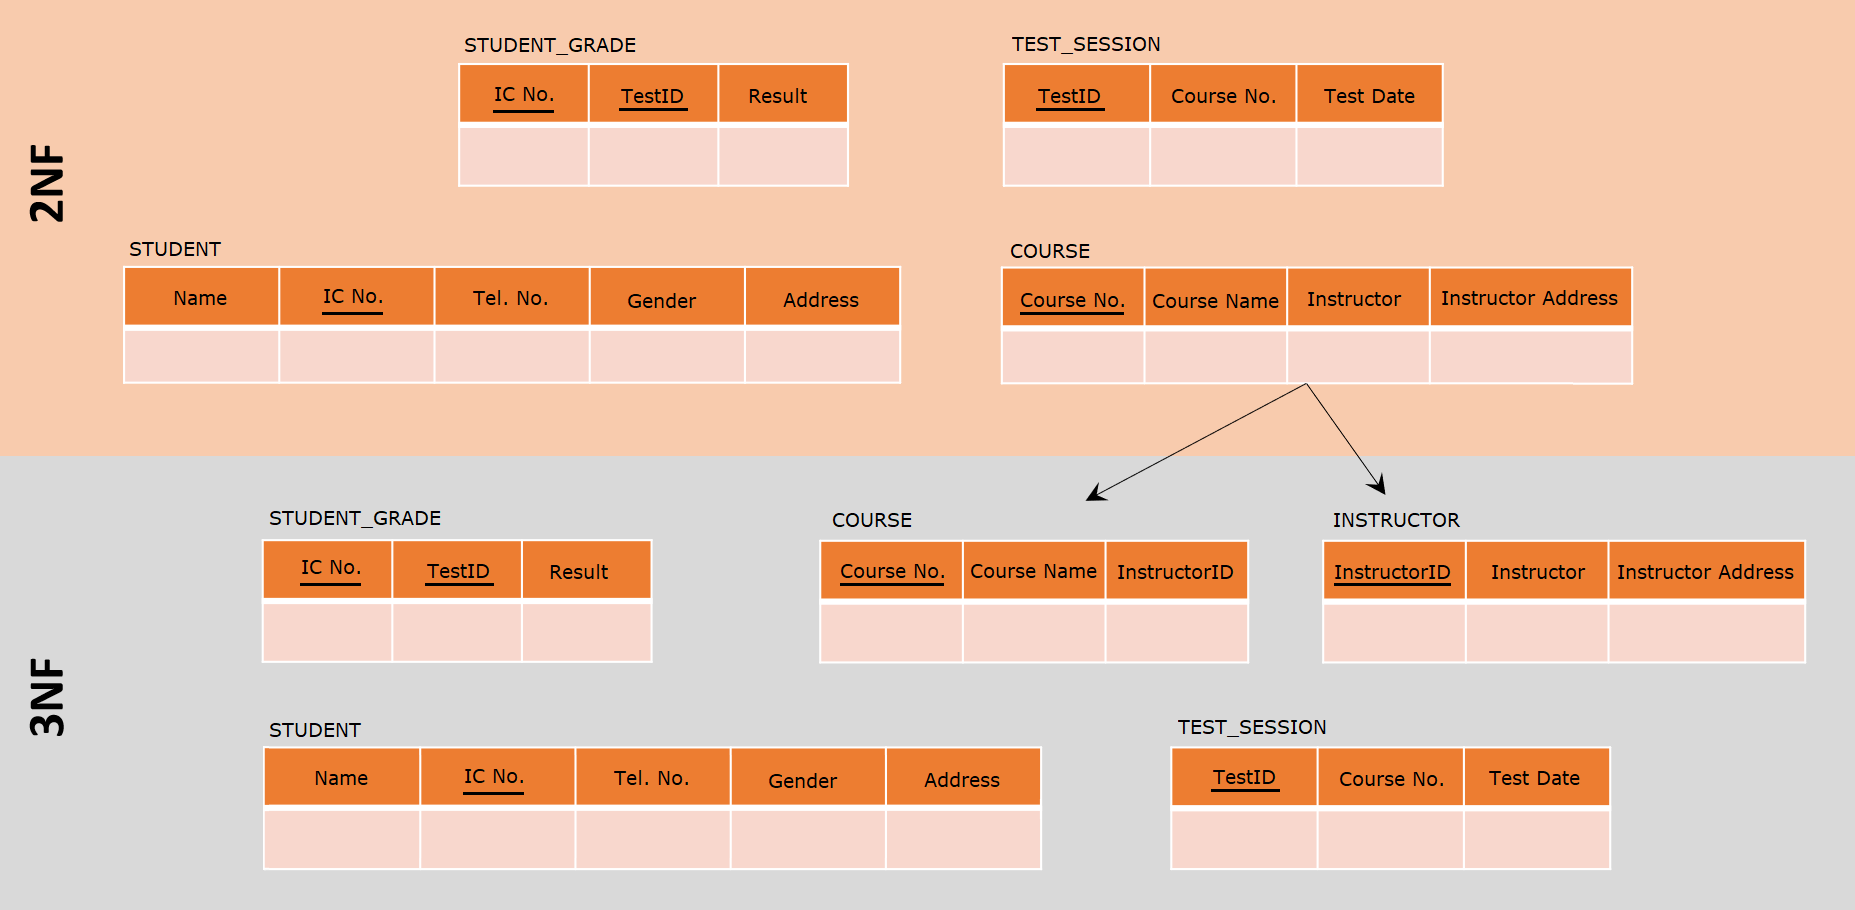 2NF
STUDENT_GRADE
IC No. TestID Result
TEST_SESSION
TestID Course No. Test Date
STUDENT
Name IC No. Tel. No. Gender Address
COURSE
Course No. Course Name Instructor Instructor Address
3NF
STUDENT_GRADE
IC No. TestID Result
COURSE
Course No. Course Name InstructorID
INSTRUCTOR
InstructorID Instructor Instructor Address
STUDENT
Name IC No. Tel. No. Gender Address
TEST_SESSION
TestID Course No. Test Date